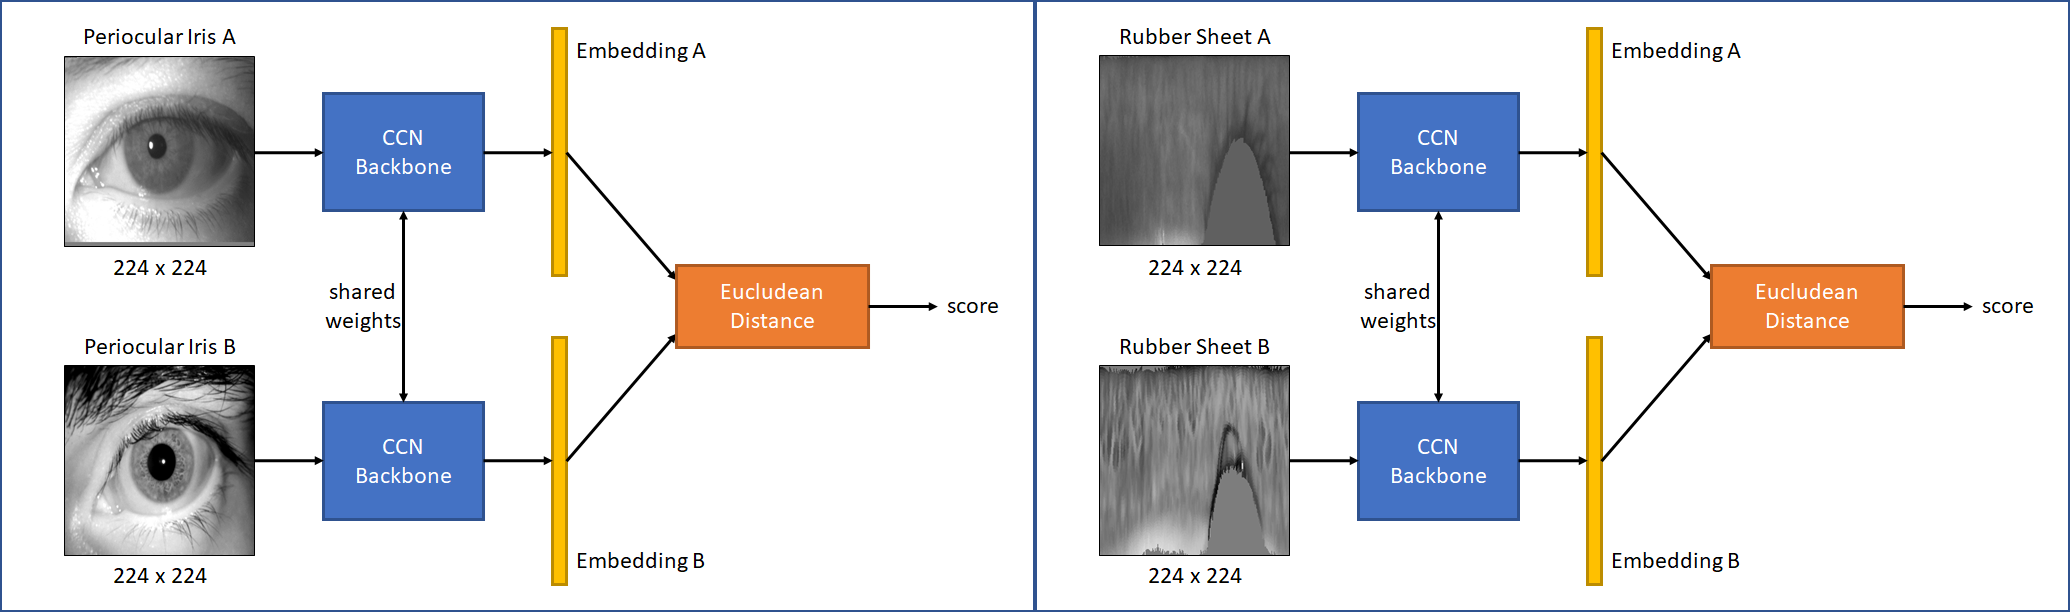 Periocular Iris A
Embedding A
CCN
Backbone
224 x 224
shared
weights
Eucludean
Distance
score
Periocular Iris B
CCN
Backbone
Embedding B
224 x 224
Rubber Sheet A
Embedding A
CCN
Backbone
224 x 224
shared
weights
Eucludean
Distance
score
Rubber Sheet B
CCN
Backbone
Embedding B
224 x 224